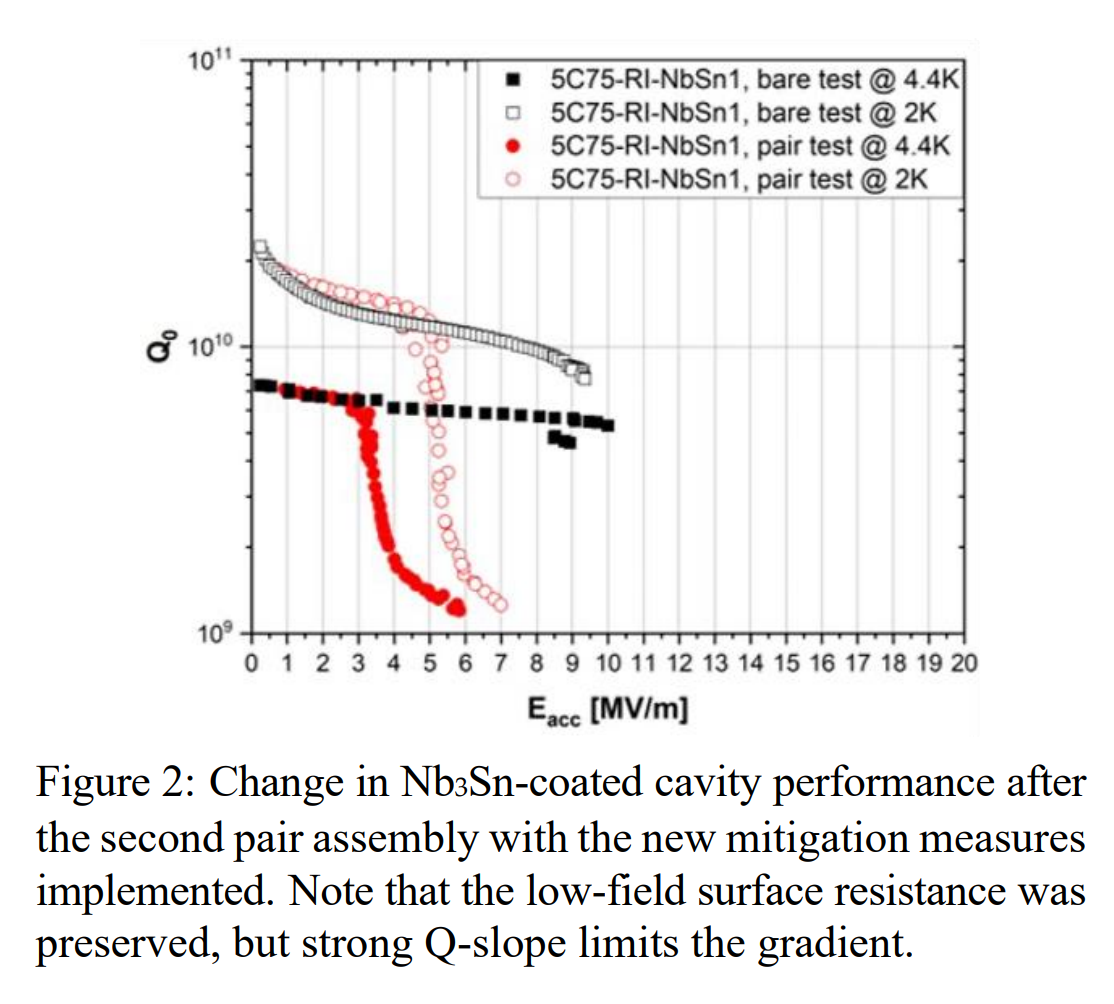 10¹¹
5C75-RI-NbSn1, bare test @ 4.4K
5C75-RI-NbSn1, bare test @ 2K
5C75-RI-NbSn1, pair test @ 4.4K
5C75-RI-NbSn1, pair test @ 2K
Q₀
10¹⁰
10⁹
0 1 2 3 4 5 6 7 8 9 10 11 12 13 14 15 16 17 18 19 20
Eacc [MV/m]
Figure 2: Change in Nb₃Sn-coated cavity performance after
the second pair assembly with the new mitigation measures
implemented. Note that the low-field surface resistance was
preserved, but strong Q-slope limits the gradient.